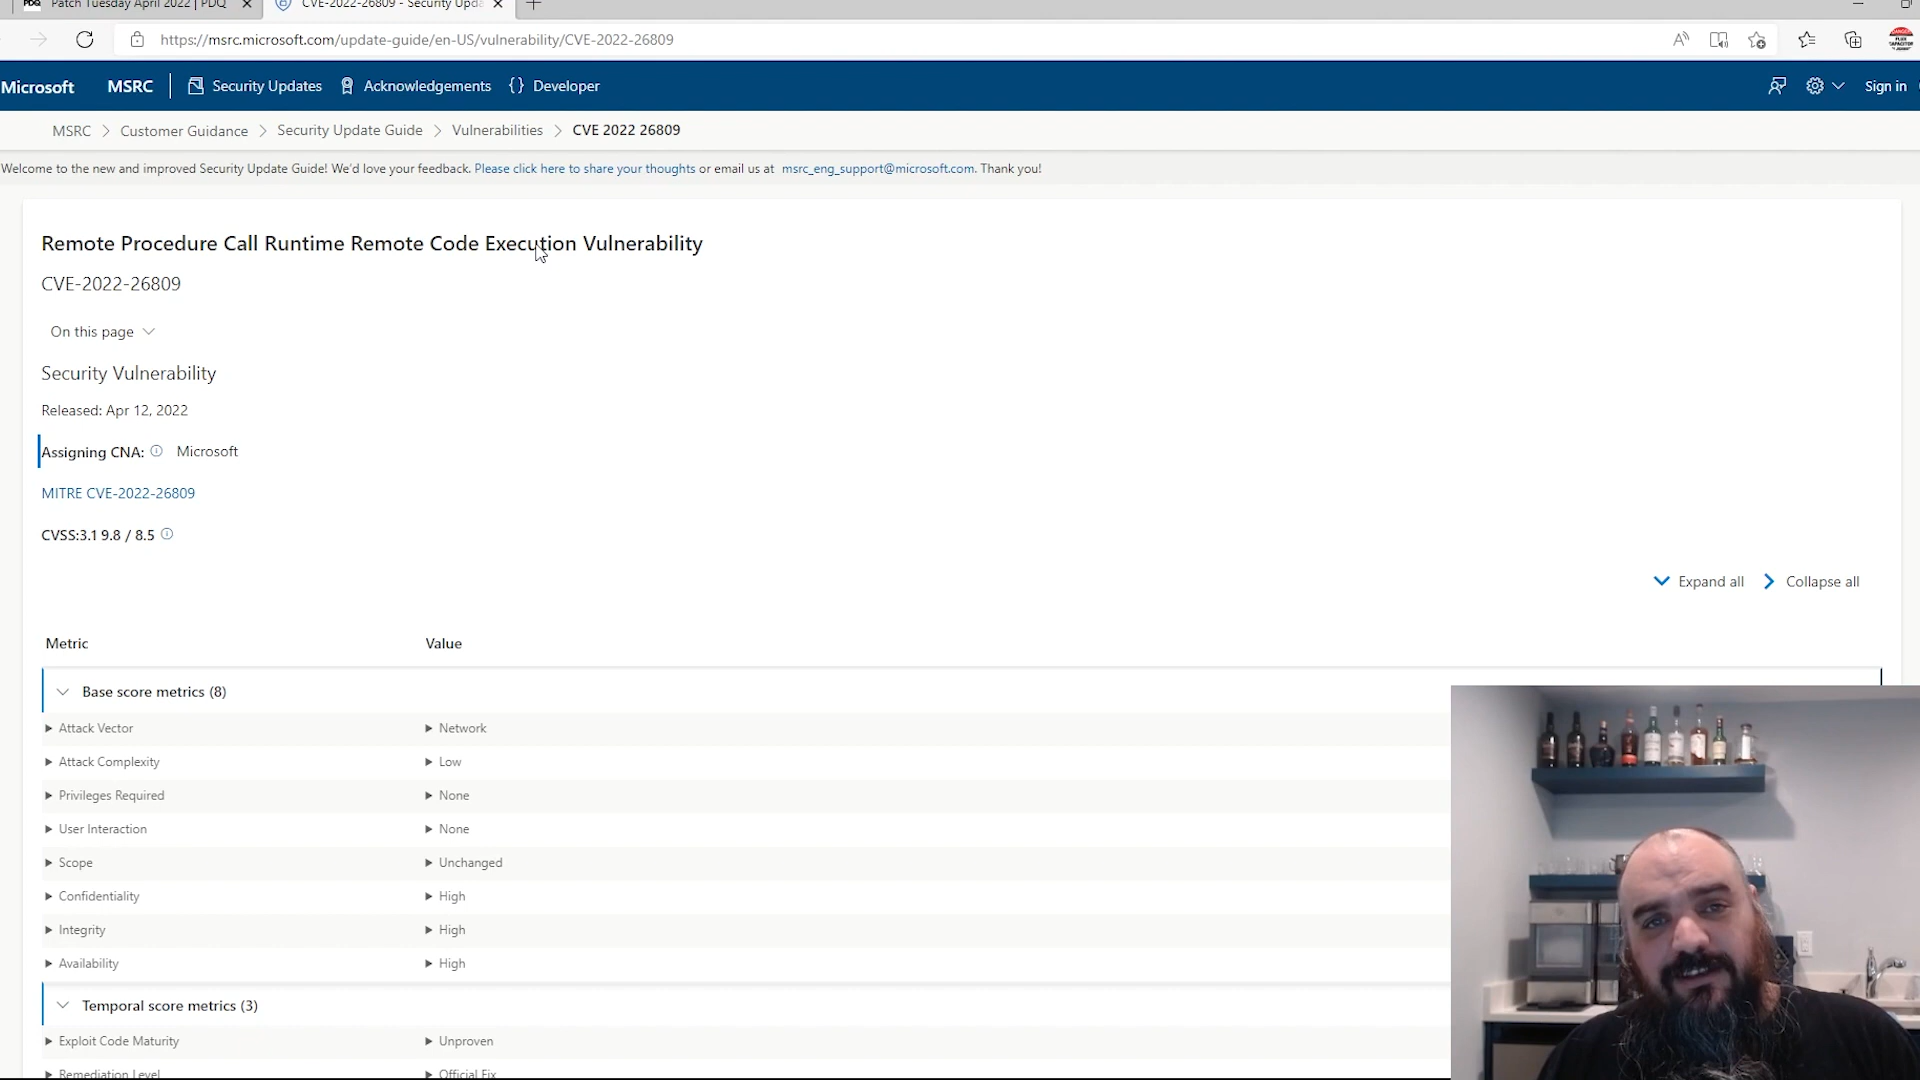 PDQ Patch Tuesday April 2022 | PDQ
CVE-2022-26809 - Security Upda
https://msrc.microsoft.com/update-guide/en-US/vulnerability/CVE-2022-26809
Microsoft MSRC Security Updates Acknowledgements {} Developer Sign in
MSRC > Customer Guidance > Security Update Guide > Vulnerabilities > CVE 2022 26809
Welcome to the new and improved Security Update Guide! We'd love your feedback. Please click here to share your thoughts or email us at msrc_eng_support@microsoft.com. Thank you!
Remote Procedure Call Runtime Remote Code Execution Vulnerability
CVE-2022-26809
On this page
Security Vulnerability
Released: Apr 12, 2022
Assigning CNA: Microsoft
MITRE CVE-2022-26809
CVSS:3.1 9.8 / 8.5
Expand all Collapse all
Metric Value
Base score metrics (8)
Attack Vector Network
Attack Complexity Low
Privileges Required None
User Interaction None
Scope Unchanged
Confidentiality High
Integrity High
Availability High
Temporal score metrics (3)
Exploit Code Maturity Unproven
Remediation Level Official Fix